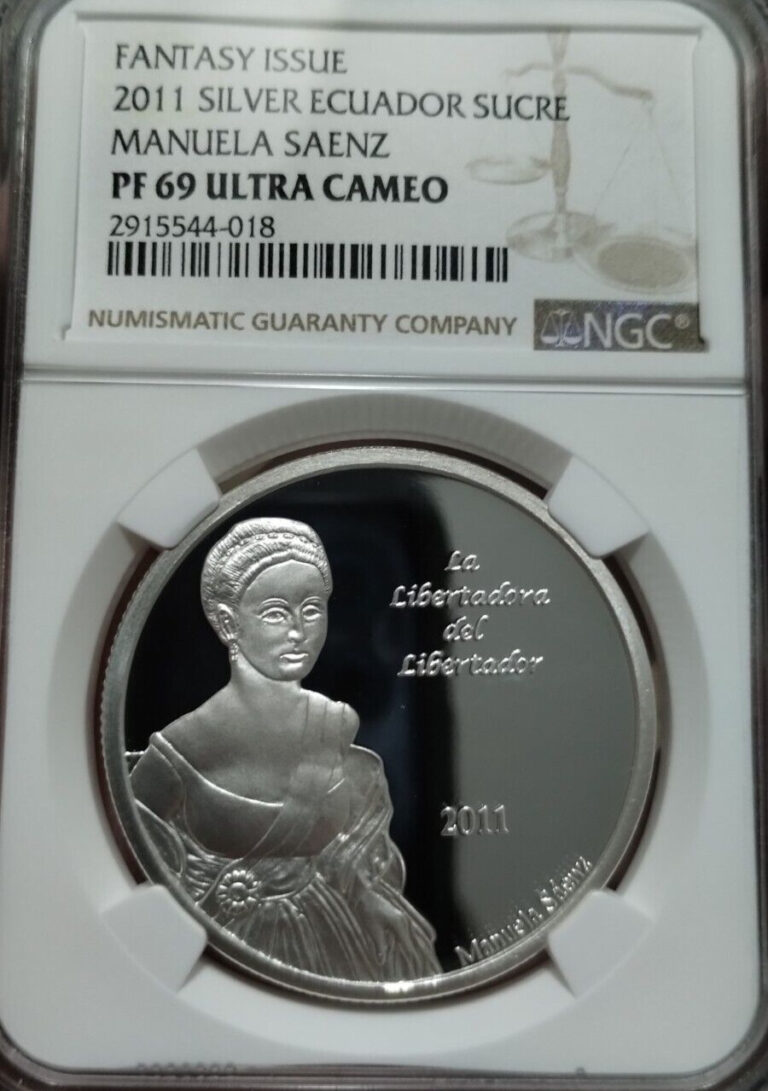 FANTASY ISSUE
2011 SILVER ECUADOR SUCRE
MANUELA SAENZ
PF 69 ULTRA CAMEO
2915544-018
NUMISMATIC GUARANTY COMPANY
NGC®
La
Libertadora
del
Libertador
2011
Manuela Sáenz